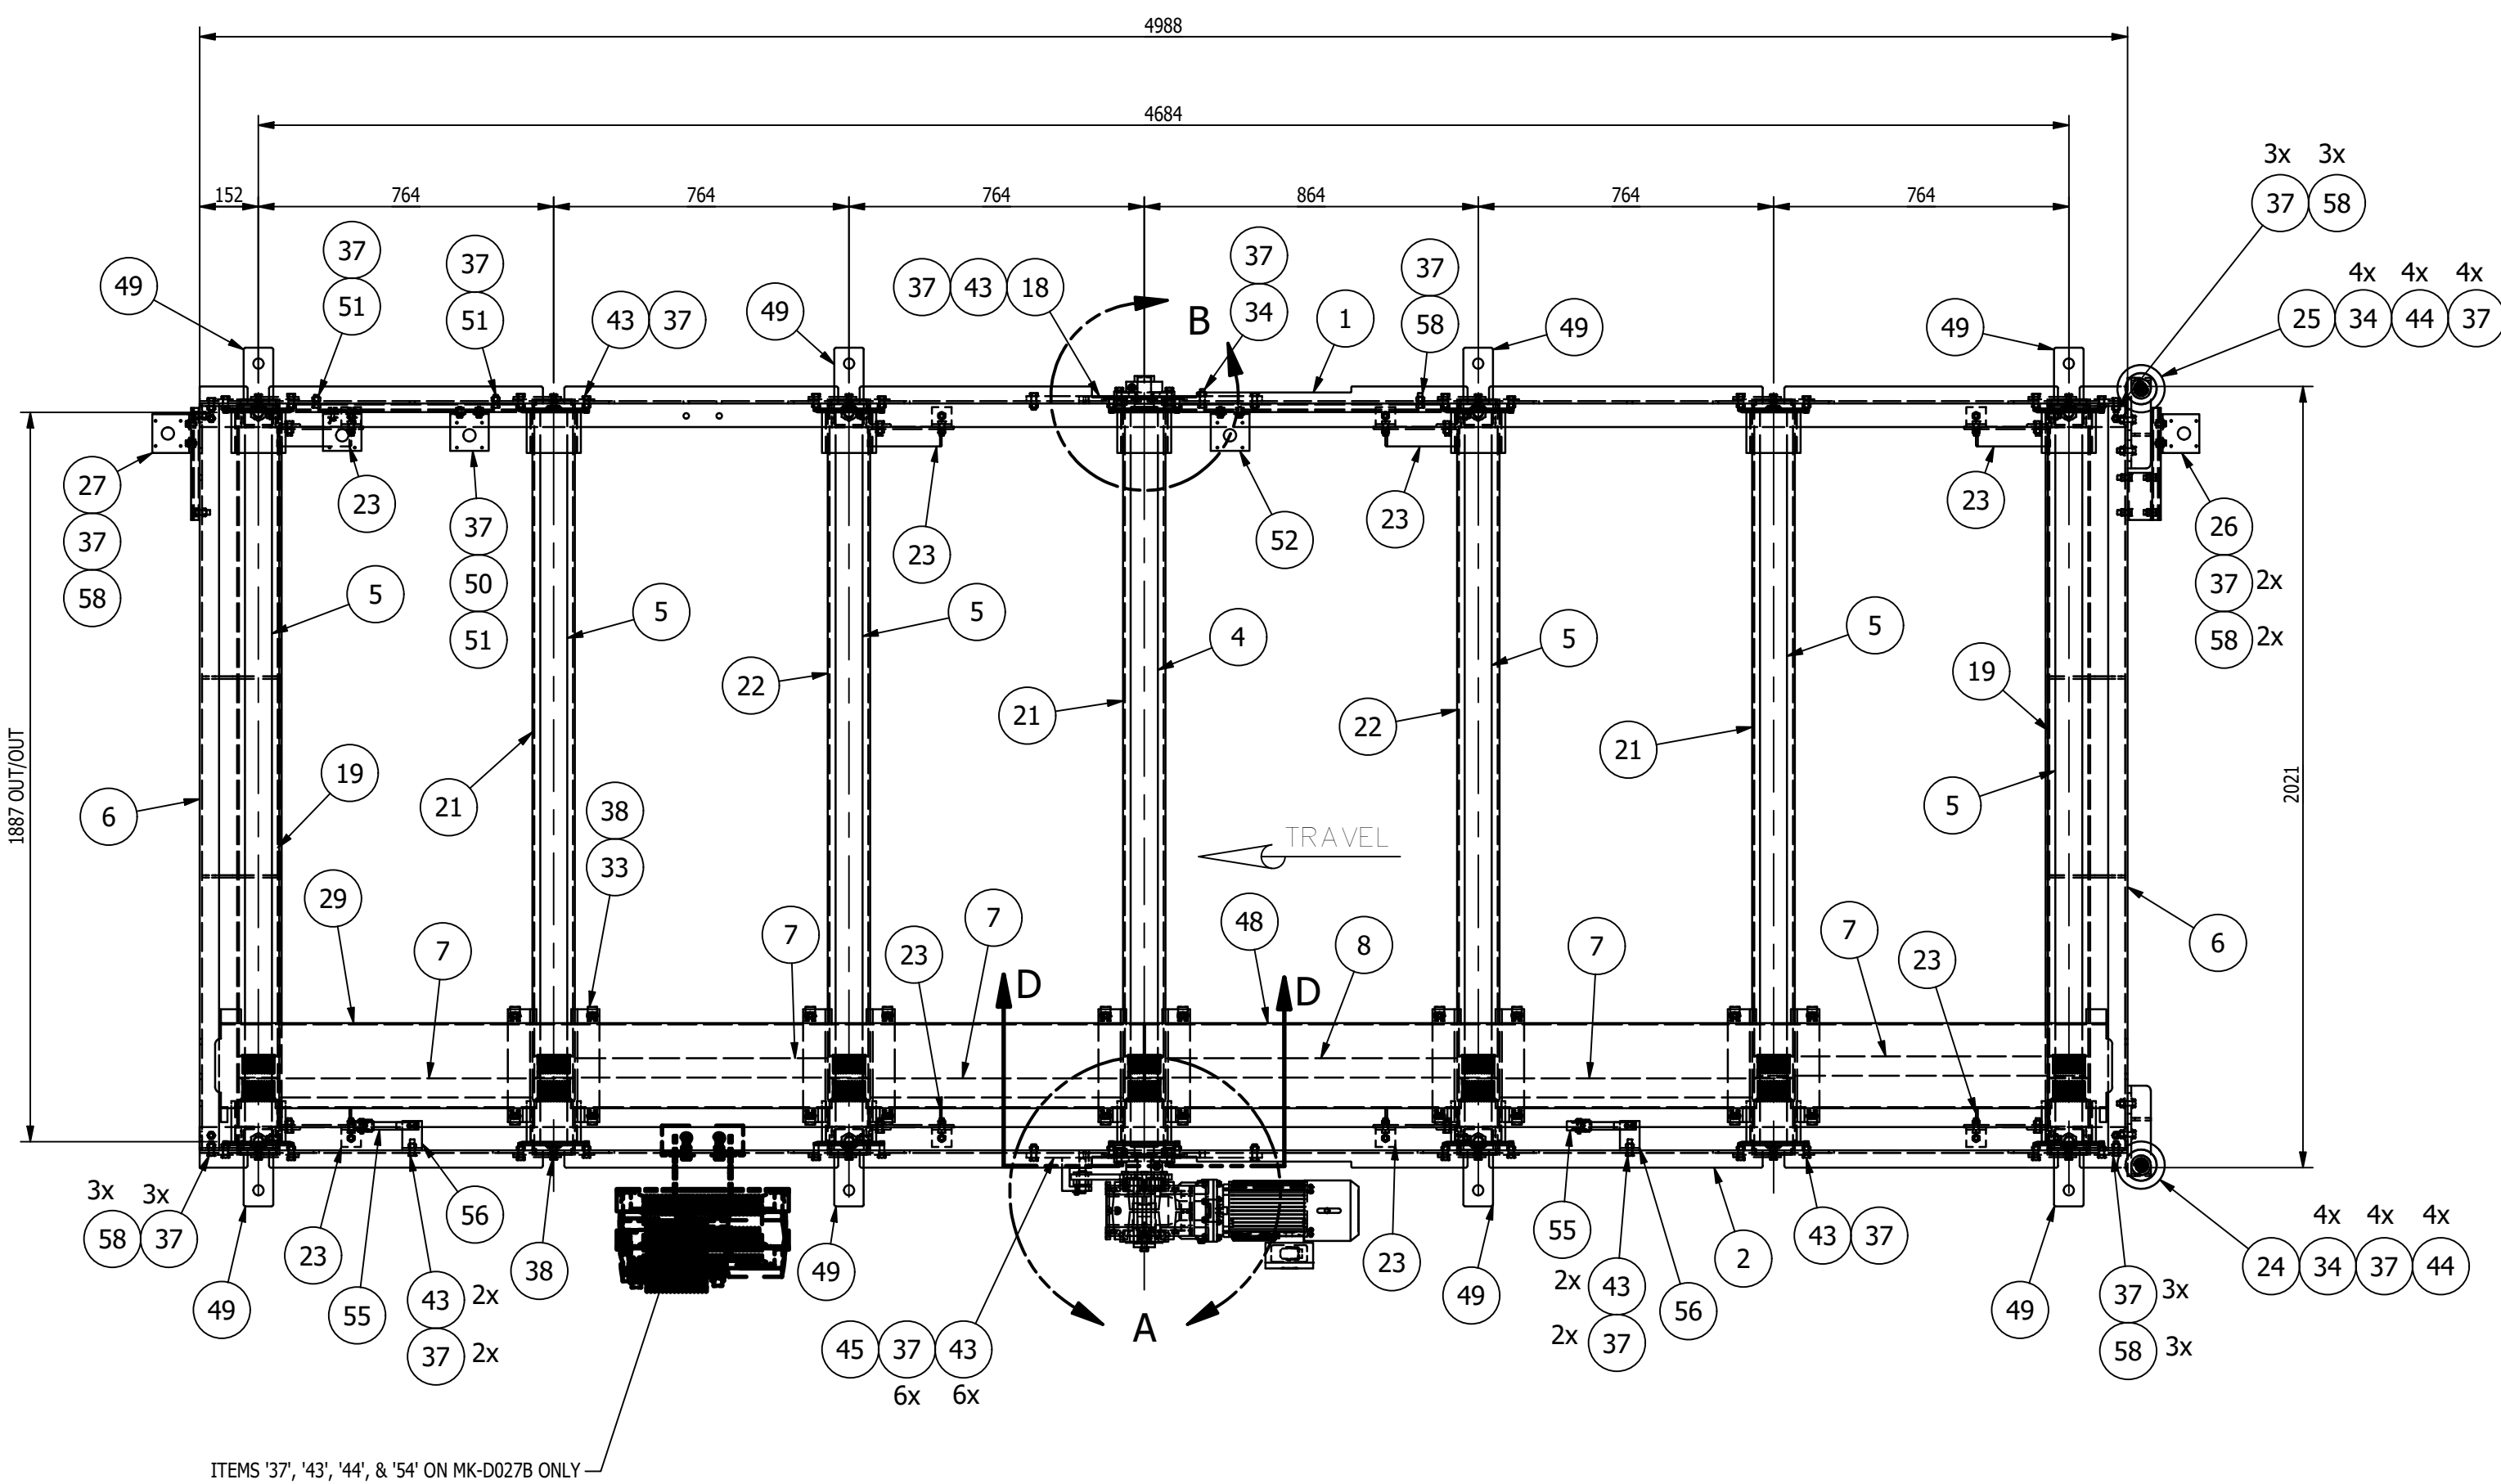 4988
4684
152 764 764 764 864 764 764
3x 3x
37 58
4x 4x 4x
25 34 44 37
49
37
51
37
51
43 37
49
37 43 18
B
37
34
1
37
58
49
49
27
37
58
23
37
50
51
23
52
23
23
26
37 2x
58 2x
5
5
5
4
5
5
22
21
22
21
19
5
21
19
6
1887 OUT/OUT
2021
38
33
TRAVEL
29
7
7
7
23
48
8
7
7
23
6
D
D
3x 3x
58 37
49
23
55
43 2x
37 2x
56
38
49
45 37 43
6x 6x
A
23
49
55
2x 43
2x 37
56
2
43 37
49
37 3x
58 3x
4x 4x 4x
24 34 37 44
ITEMS '37', '43', '44', & '54' ON MK-D027B ONLY